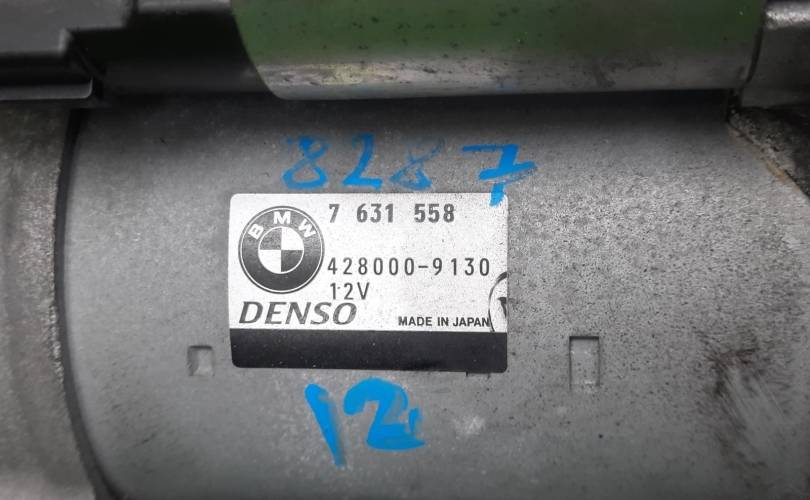 8287
BMW
7 631 558
428000-9130
12V
DENSO
MADE IN JAPAN
12